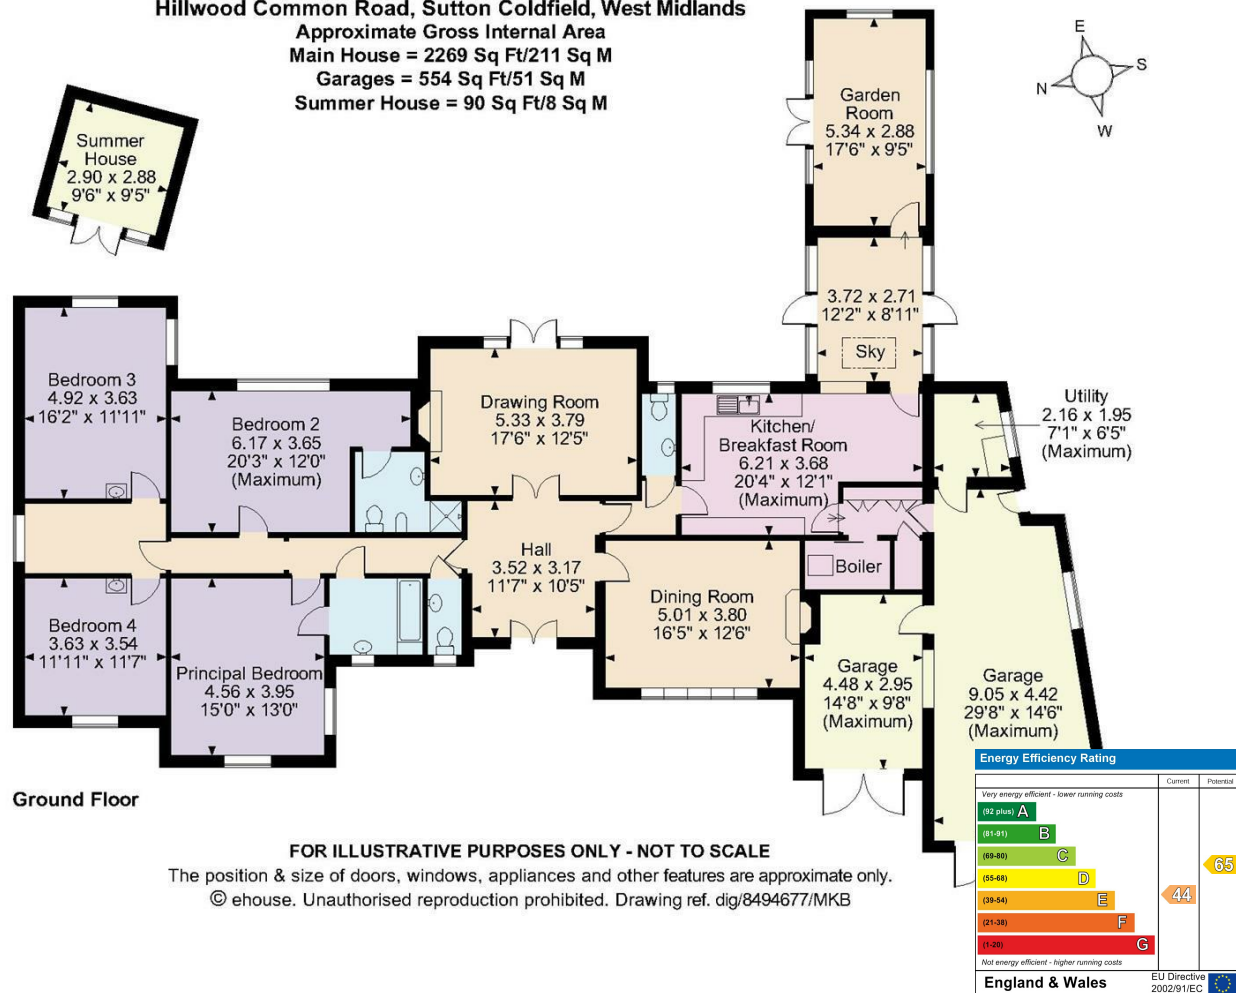 Hillwood Common Road, Sutton Coldfield, West Midlands
Approximate Gross Internal Area
Main House = 2269 Sq Ft/211 Sq M
Garages = 554 Sq Ft/51 Sq M
Summer House = 90 Sq Ft/8 Sq M
E
S
N
W
Summer
House
2.90 x 2.88
9'6" x 9'5"
Garden
Room
5.34 x 2.88
17'6" x 9'5"
3.72 x 2.71
12'2" x 8'11"
Sky
Bedroom 3
4.92 x 3.63
16'2" x 11'11"
Bedroom 2
6.17 x 3.65
20'3" x 12'0"
(Maximum)
Drawing Room
5.33 x 3.79
17'6" x 12'5"
Kitchen/
Breakfast Room
6.21 x 3.68
20'4" x 12'1"
(Maximum)
Utility
2.16 x 1.95
7'1" x 6'5"
(Maximum)
Hall
3.52 x 3.17
11'7" x 10'5"
Boiler
Dining Room
5.01 x 3.80
16'5" x 12'6"
Bedroom 4
3.63 x 3.54
11'11" x 11'7"
Principal Bedroom
4.56 x 3.95
15'0" x 13'0"
Garage
4.48 x 2.95
14'8" x 9'8"
(Maximum)
Garage
9.05 x 4.42
29'8" x 14'6"
(Maximum)
Ground Floor
FOR ILLUSTRATIVE PURPOSES ONLY - NOT TO SCALE
The position & size of doors, windows, appliances and other features are approximate only.
© ehouse. Unauthorised reproduction prohibited. Drawing ref. dig/8494677/MKB
Energy Efficiency Rating
Current Potential
Very energy efficient - lower running costs
(92 plus) A
(81-91) B
(69-80) C
(55-68) D
(39-54) E
(21-38) F
(1-20) G
44
65
Not energy efficient - higher running costs
England & Wales
EU Directive
2002/91/EC